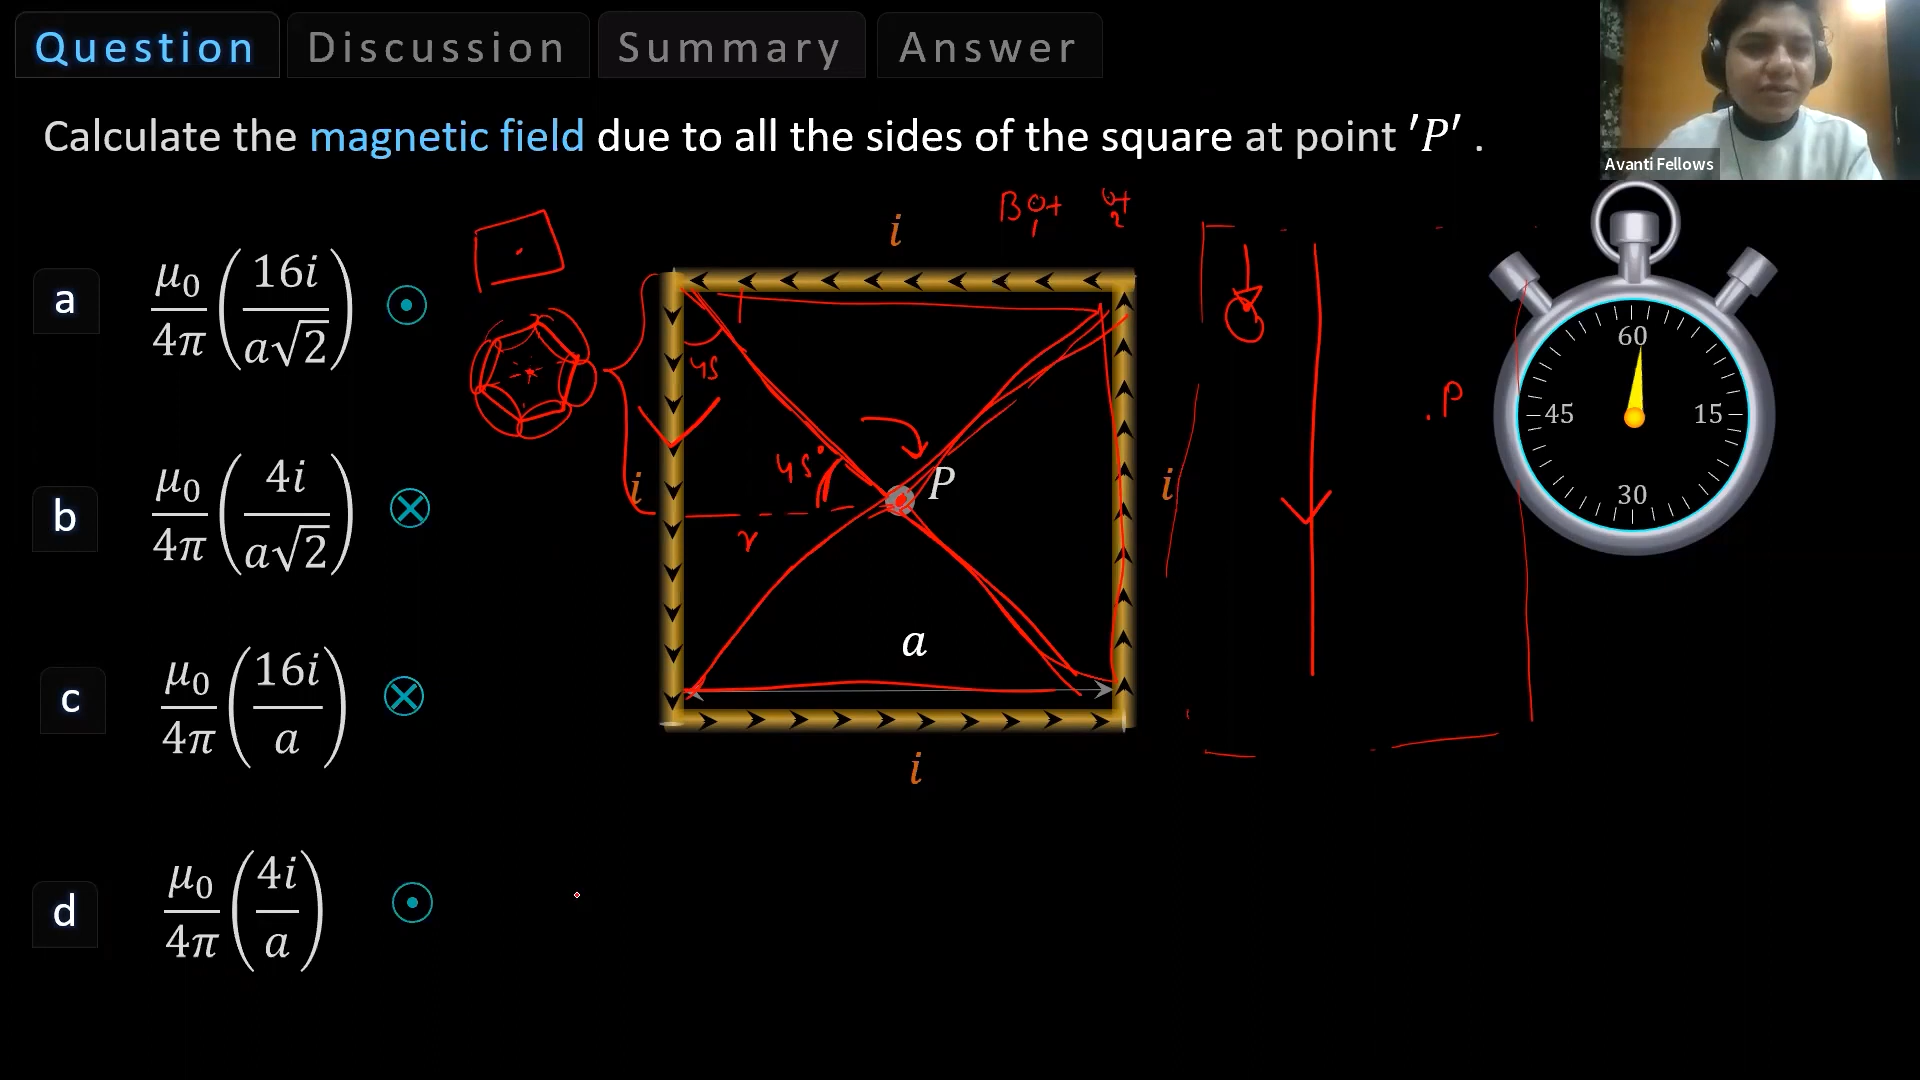 Question Discussion Summary Answer
Calculate the magnetic field due to all the sides of the square at point 'P' .
Avanti Fellows
a
μ₀/4π (16i/a√2) ⊙
b
μ₀/4π (4i/a√2) ⊗
c
μ₀/4π (16i/a) ⊗
d
μ₀/4π (4i/a) ⊙
i
i
i
i
P
a
45
45°
r
B
1
2
. P
60
45
15
30